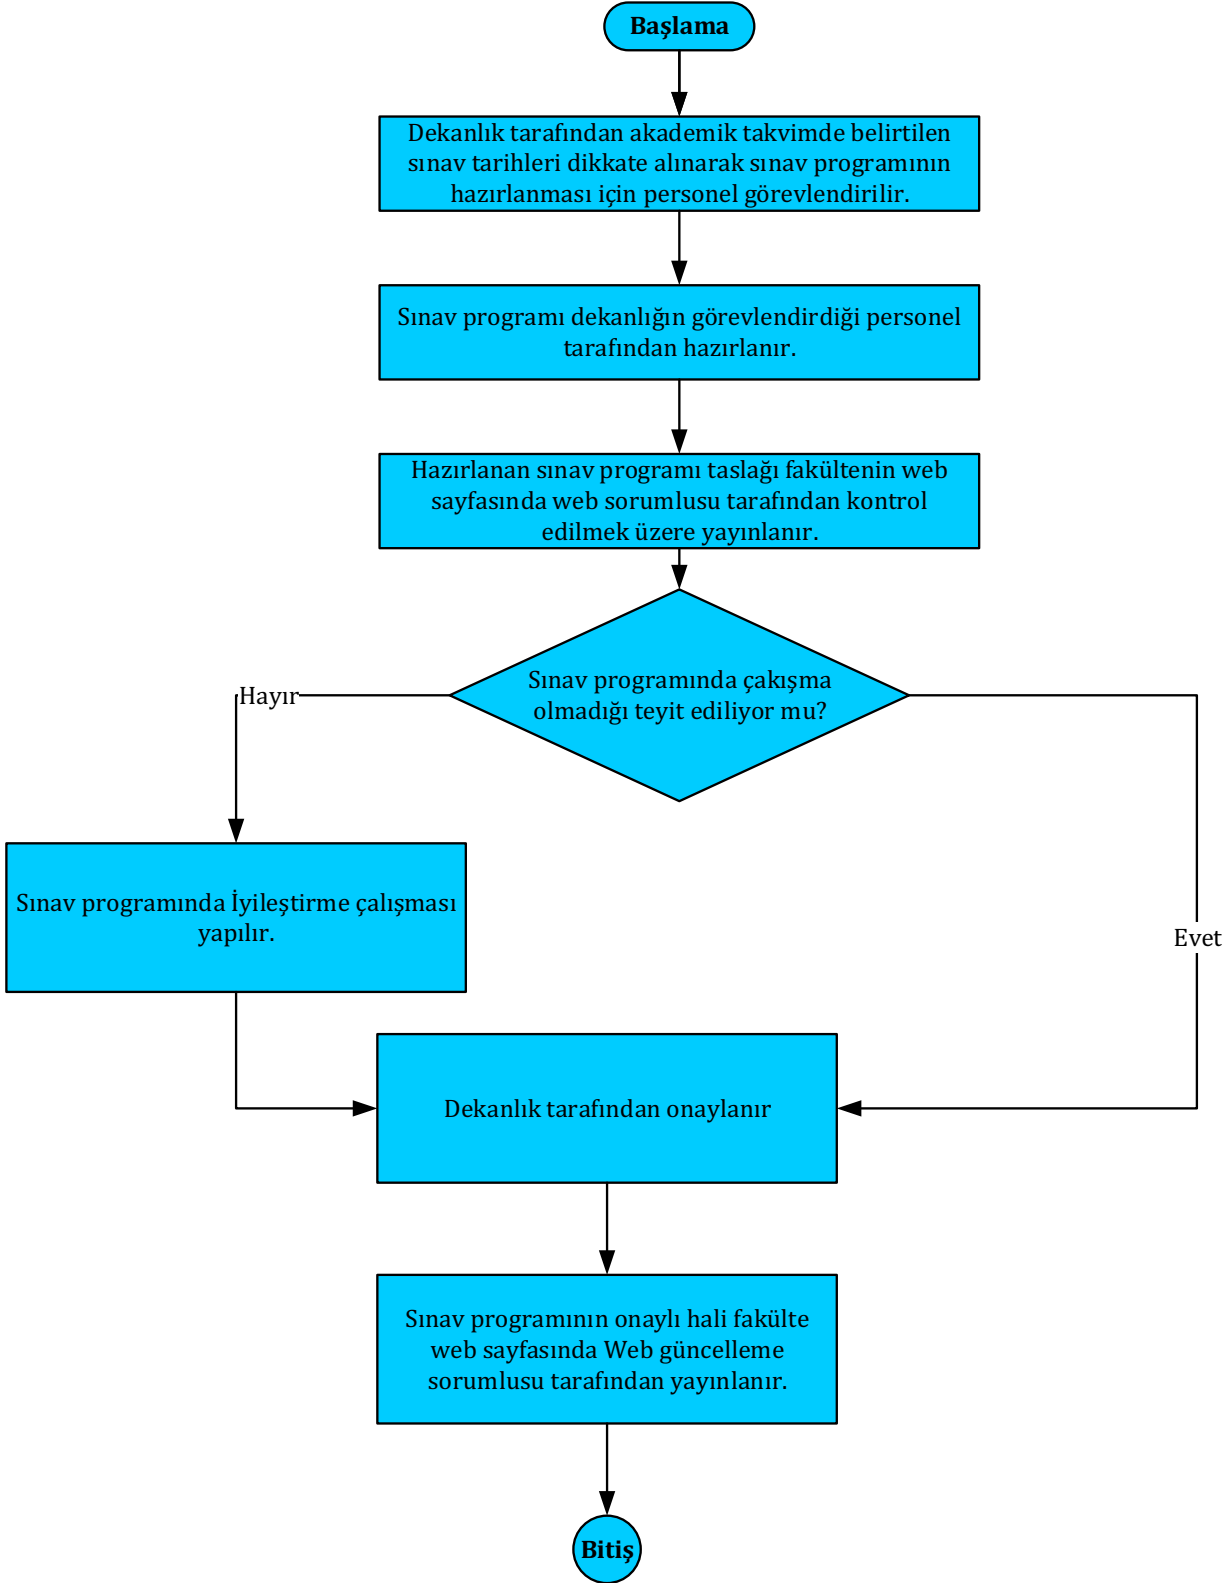 Başlama
Dekanlık tarafından akademik takvimde belirtilen
sınav tarihleri dikkate alınarak sınav programının
hazırlanması için personel görevlendirilir.
Sınav programı dekanlığın görevlendirdiği personel
tarafından hazırlanır.
Hazırlanan sınav programı taslağı fakültenin web
sayfasında web sorumlusu tarafından kontrol
edilmek üzere yayınlanır.
Sınav programında çakışma
olmadığı teyit ediliyor mu?
Hayır
Sınav programında İyileştirme çalışması
yapılır.
Evet
Dekanlık tarafından onaylanır
Sınav programının onaylı hali fakülte
web sayfasında Web güncelleme
sorumlusu tarafından yayınlanır.
Bitiş